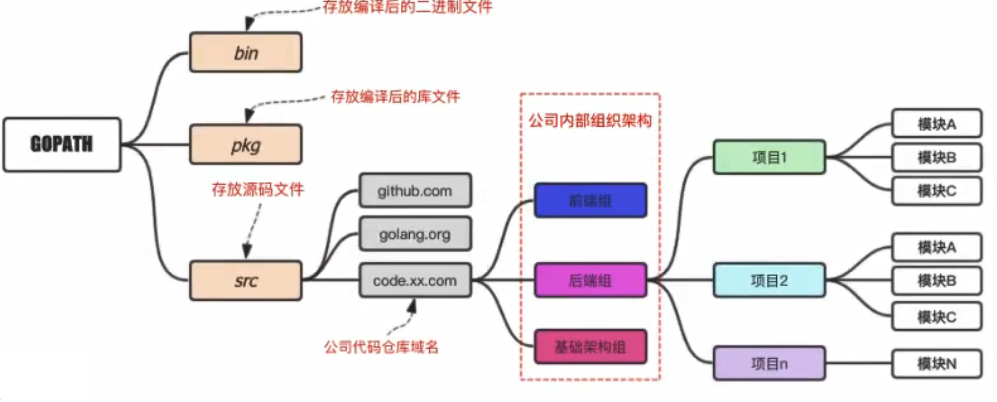 存放编译后的二进制文件
bin
存放编译后的库文件
GOPATH
pkg
存放源码文件
src
github.com
golang.org
code.xx.com
公司代码仓库域名
公司内部组织架构
前端组
后端组
基础架构组
项目1
模块A
模块B
模块C
项目2
模块A
模块B
模块C
项目n
模块N